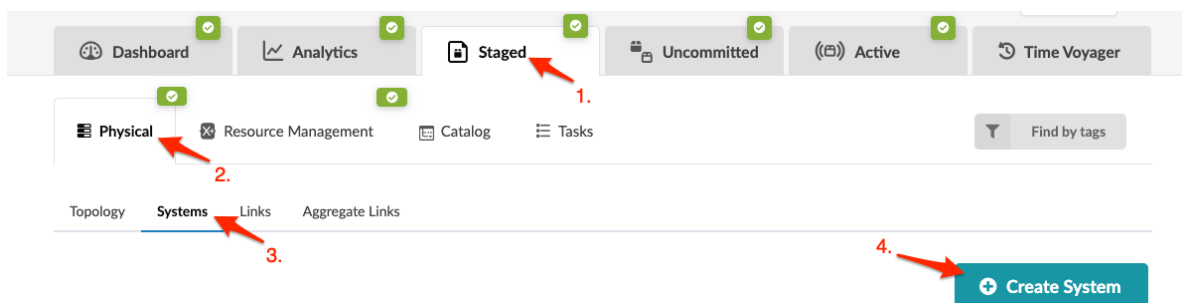 Dashboard Analytics Staged Uncommitted Active Time Voyager
1.
Physical Resource Management Catalog Tasks Find by tags
2.
Topology Systems Links Aggregate Links
3.
4.
Create System